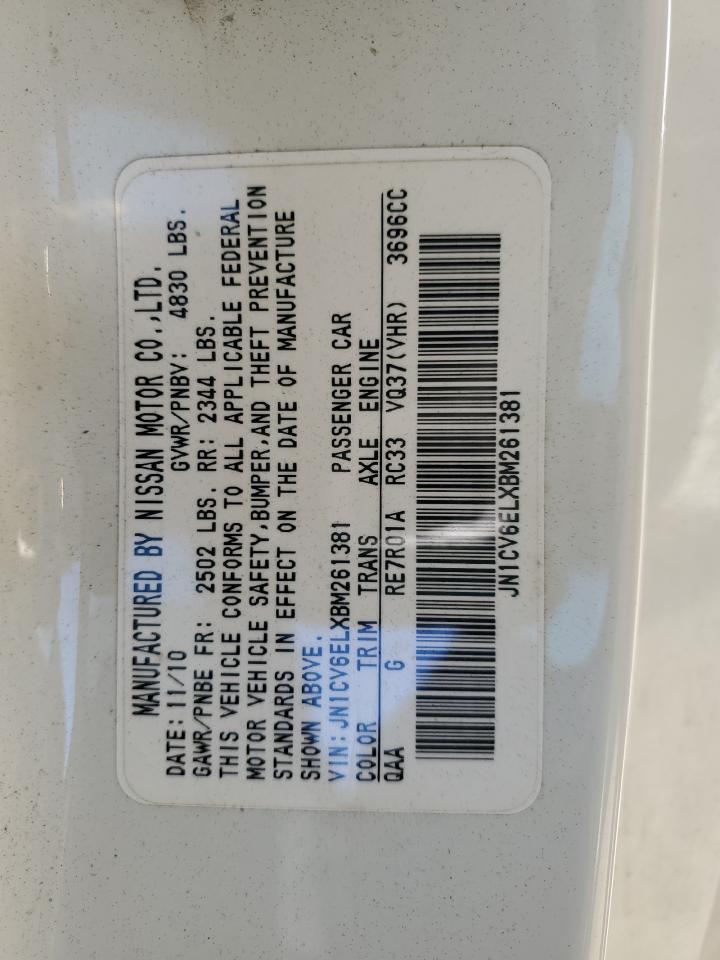 MANUFACTURED BY NISSAN MOTOR CO.,LTD.
DATE: 11/10 GVWR/PNBV: 4830 LBS.
GAWR/PNBE FR: 2502 LBS. RR: 2344 LBS.
THIS VEHICLE CONFORMS TO ALL APPLICABLE FEDERAL
MOTOR VEHICLE SAFETY,BUMPER,AND THEFT PREVENTION
STANDARDS IN EFFECT ON THE DATE OF MANUFACTURE
SHOWN ABOVE.
VIN:JN1CV6ELXBM261381 PASSENGER CAR
COLOR TRIM TRANS AXLE ENGINE
QAA G RE7R01A RC33 VQ37(VHR) 3696CC
JN1CV6ELXBM261381